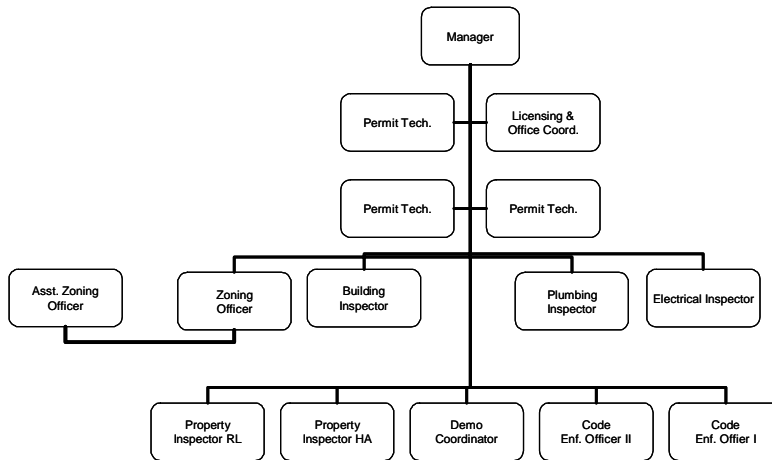 Manager
Permit Tech.
Licensing &
Office Coord.
Permit Tech.
Permit Tech.
Asst. Zoning
Officer
Zoning
Officer
Building
Inspector
Plumbing
Inspector
Electrical Inspector
Property
Inspector RL
Property
Inspector HA
Demo
Coordinator
Code
Enf. Officer II
Code
Enf. Offier I